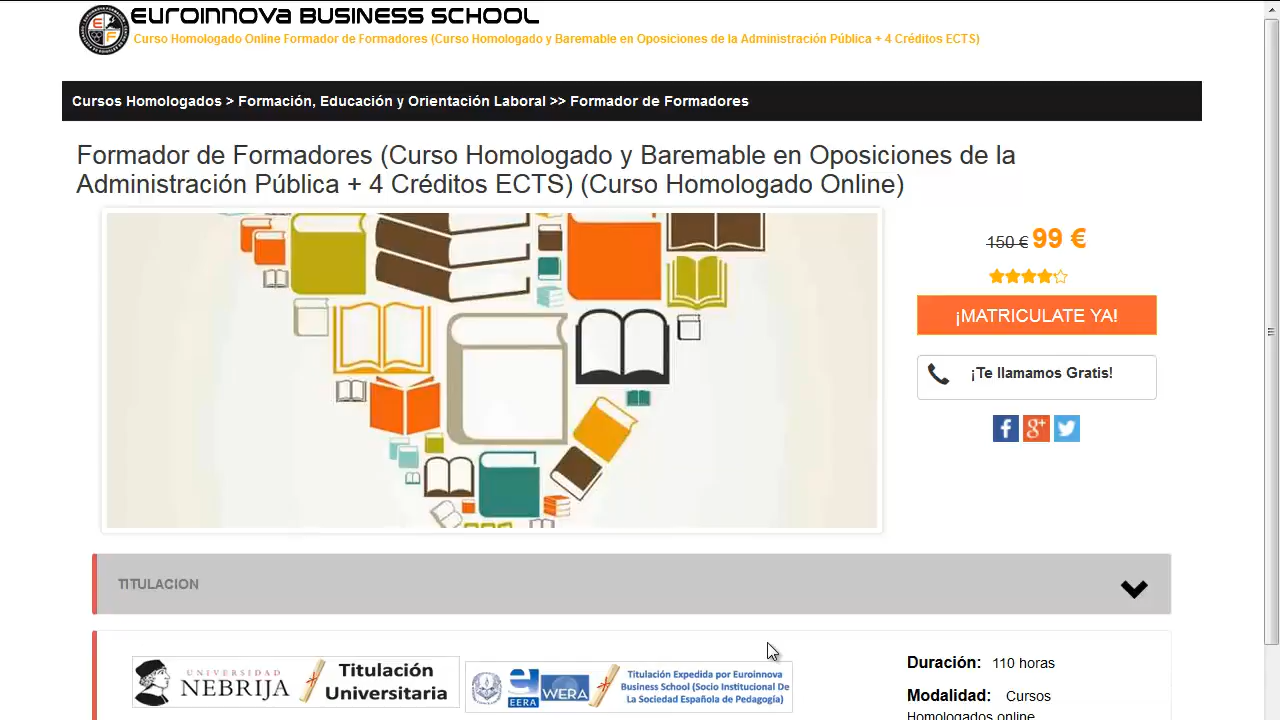 EUROINNOVA BUSINESS SCHOOL
Curso Homologado Online Formador de Formadores (Curso Homologado y Baremable en Oposiciones de la Administración Pública + 4 Créditos ECTS)
Cursos Homologados > Formación, Educación y Orientación Laboral >> Formador de Formadores
Formador de Formadores (Curso Homologado y Baremable en Oposiciones de la
Administración Pública + 4 Créditos ECTS) (Curso Homologado Online)
150 € 99 €
¡MATRICULATE YA!
¡Te llamamos Gratis!
TITULACION
UNIVERSIDAD
NEBRIJA
Titulación
Universitaria
EERA
WERA
Titulación Expedida por Euroinnova
Business School (Socio Institucional De
La Sociedad Española de Pedagogía)
Duración: 110 horas
Modalidad: Cursos
Homologados online